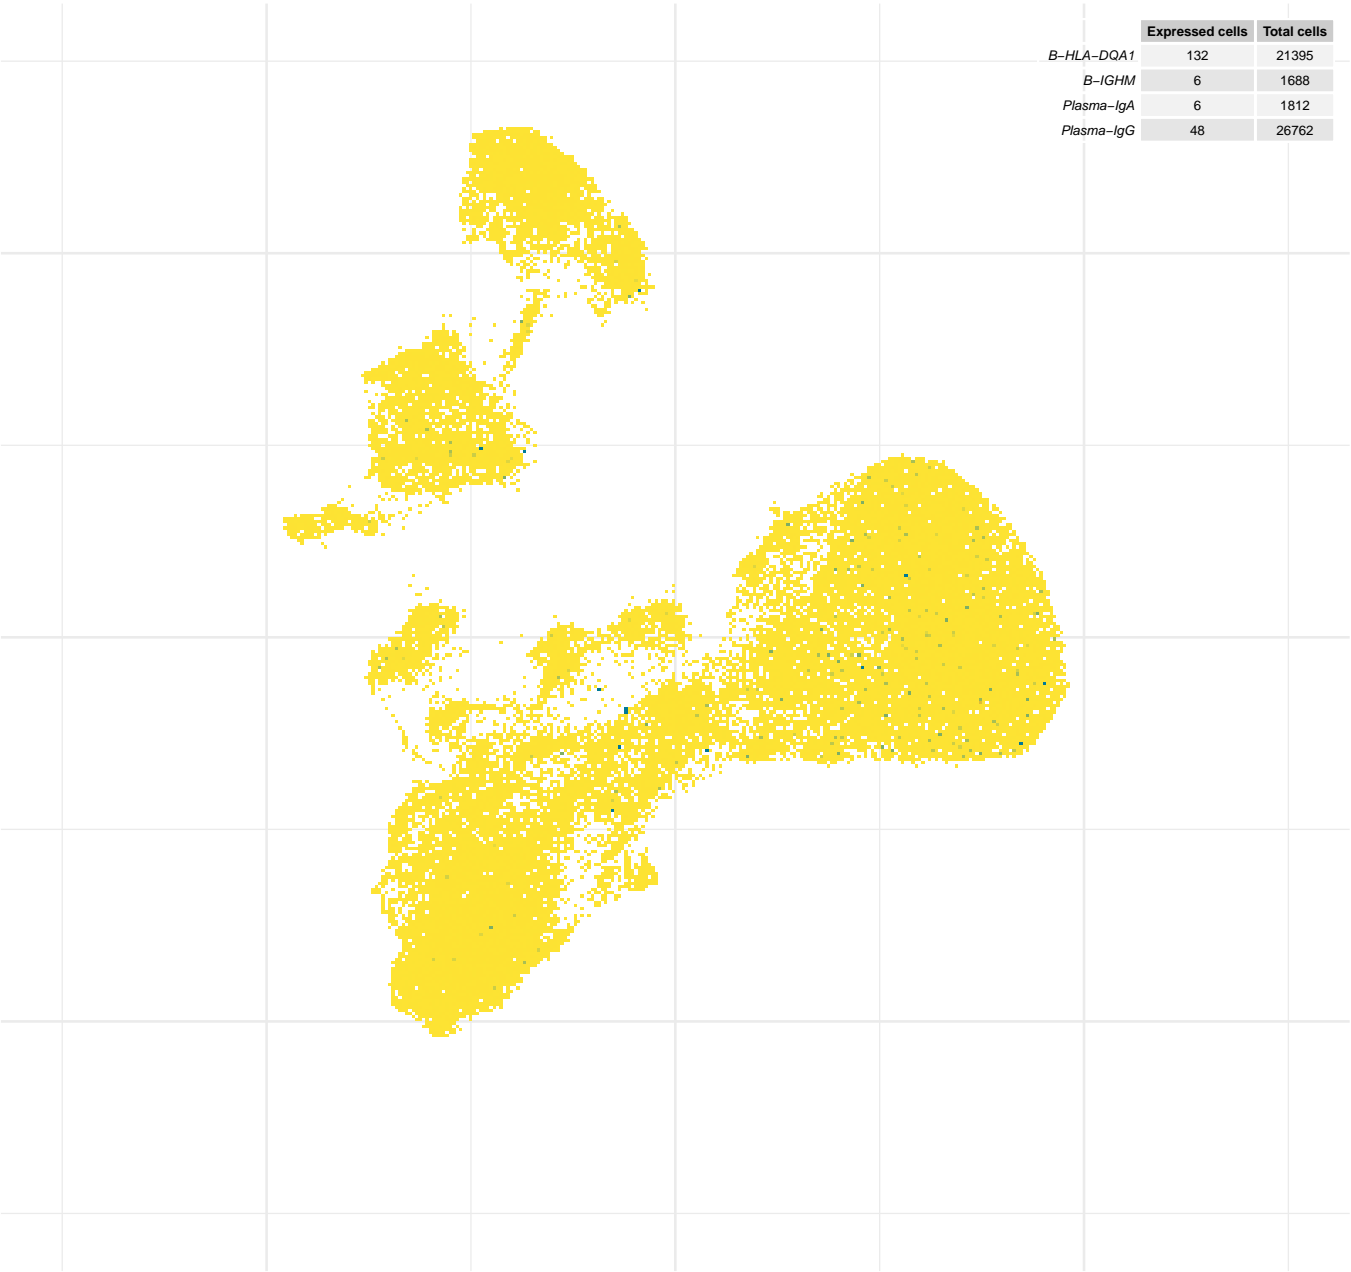 Expressed cells Total cells
B−HLA−DQA1 132 21395
B−IGHM 6 1688
Plasma−IgA 6 1812
Plasma−IgG 48 26762